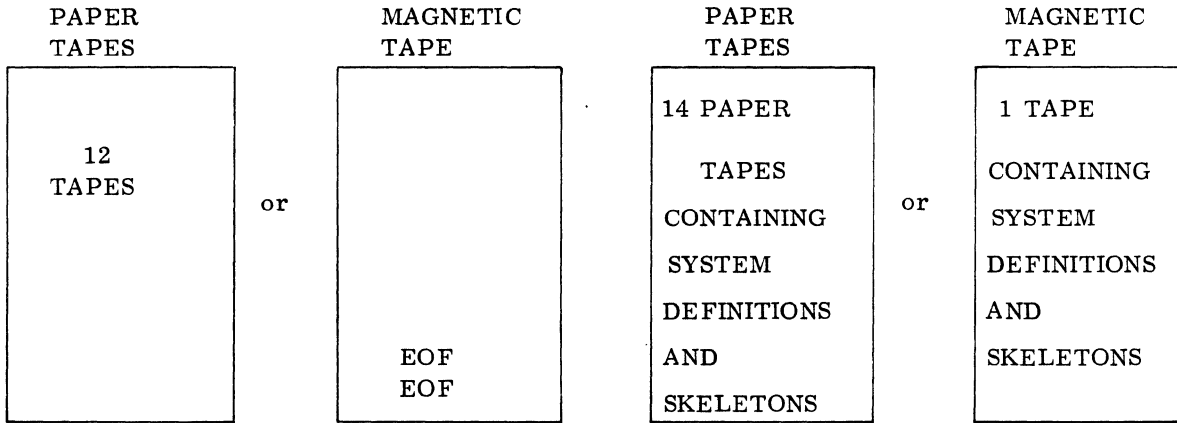 PAPER
TAPES
12
TAPES
or
MAGNETIC
TAPE
EOF
EOF
PAPER
TAPES
14 PAPER
TAPES
CONTAINING
SYSTEM
DEFINITIONS
AND
SKELETONS
or
MAGNETIC
TAPE
1 TAPE
CONTAINING
SYSTEM
DEFINITIONS
AND
SKELETONS